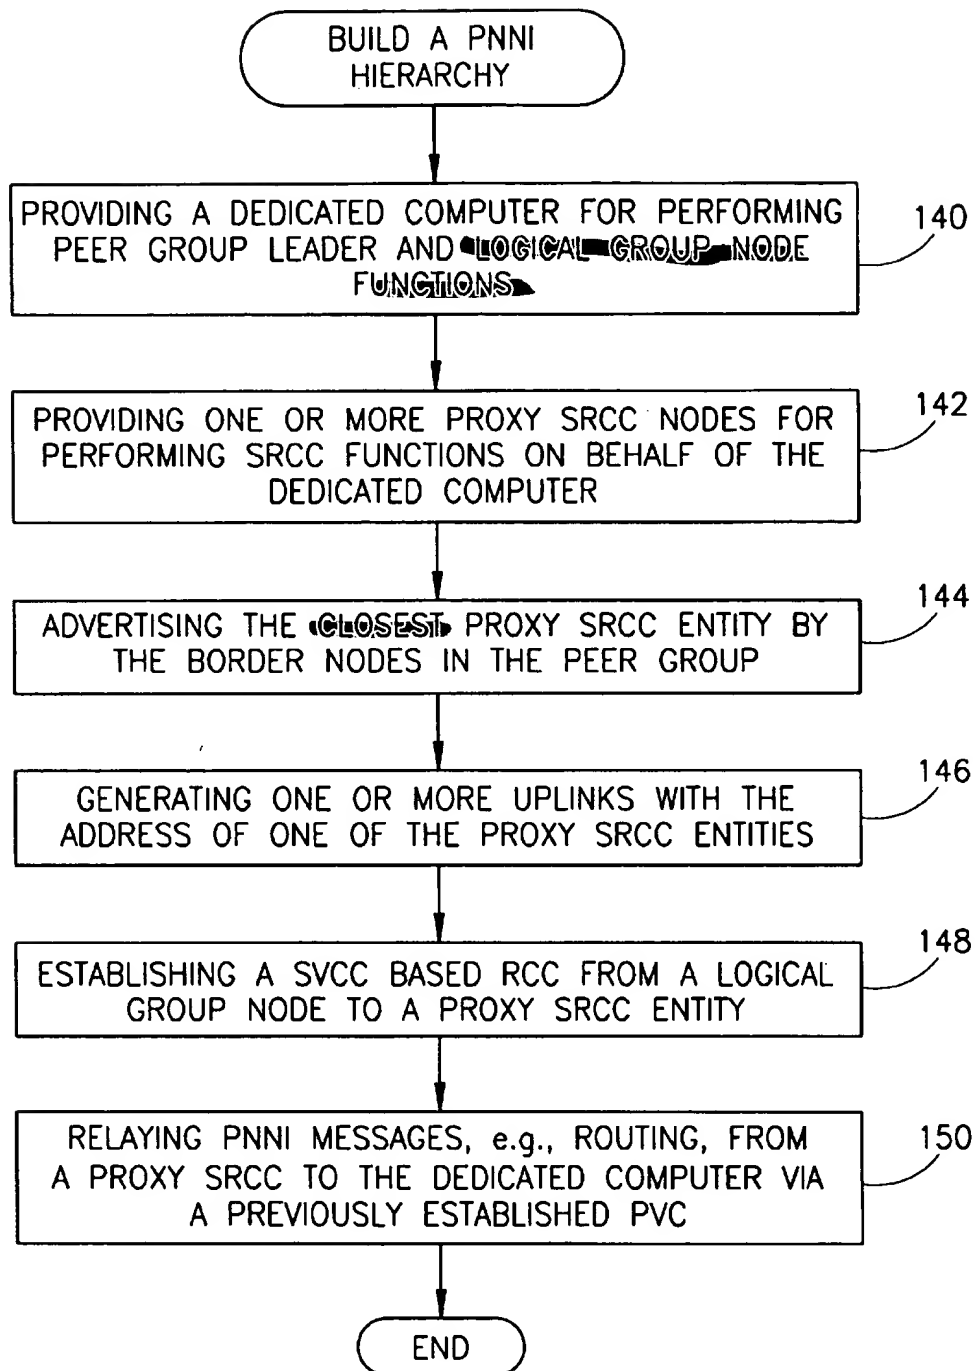 BUILD A PNNI
HIERARCHY
PROVIDING A DEDICATED COMPUTER FOR PERFORMING
PEER GROUP LEADER AND LOGICAL GROUP NODE
FUNCTIONS
140
PROVIDING ONE OR MORE PROXY SRCC NODES FOR
PERFORMING SRCC FUNCTIONS ON BEHALF OF THE
DEDICATED COMPUTER
142
ADVERTISING THE CLOSEST PROXY SRCC ENTITY BY
THE BORDER NODES IN THE PEER GROUP
144
GENERATING ONE OR MORE UPLINKS WITH THE
ADDRESS OF ONE OF THE PROXY SRCC ENTITIES
146
ESTABLISHING A SVCC BASED RCC FROM A LOGICAL
GROUP NODE TO A PROXY SRCC ENTITY
148
RELAYING PNNI MESSAGES, e.g., ROUTING, FROM
A PROXY SRCC TO THE DEDICATED COMPUTER VIA
A PREVIOUSLY ESTABLISHED PVC
150
END